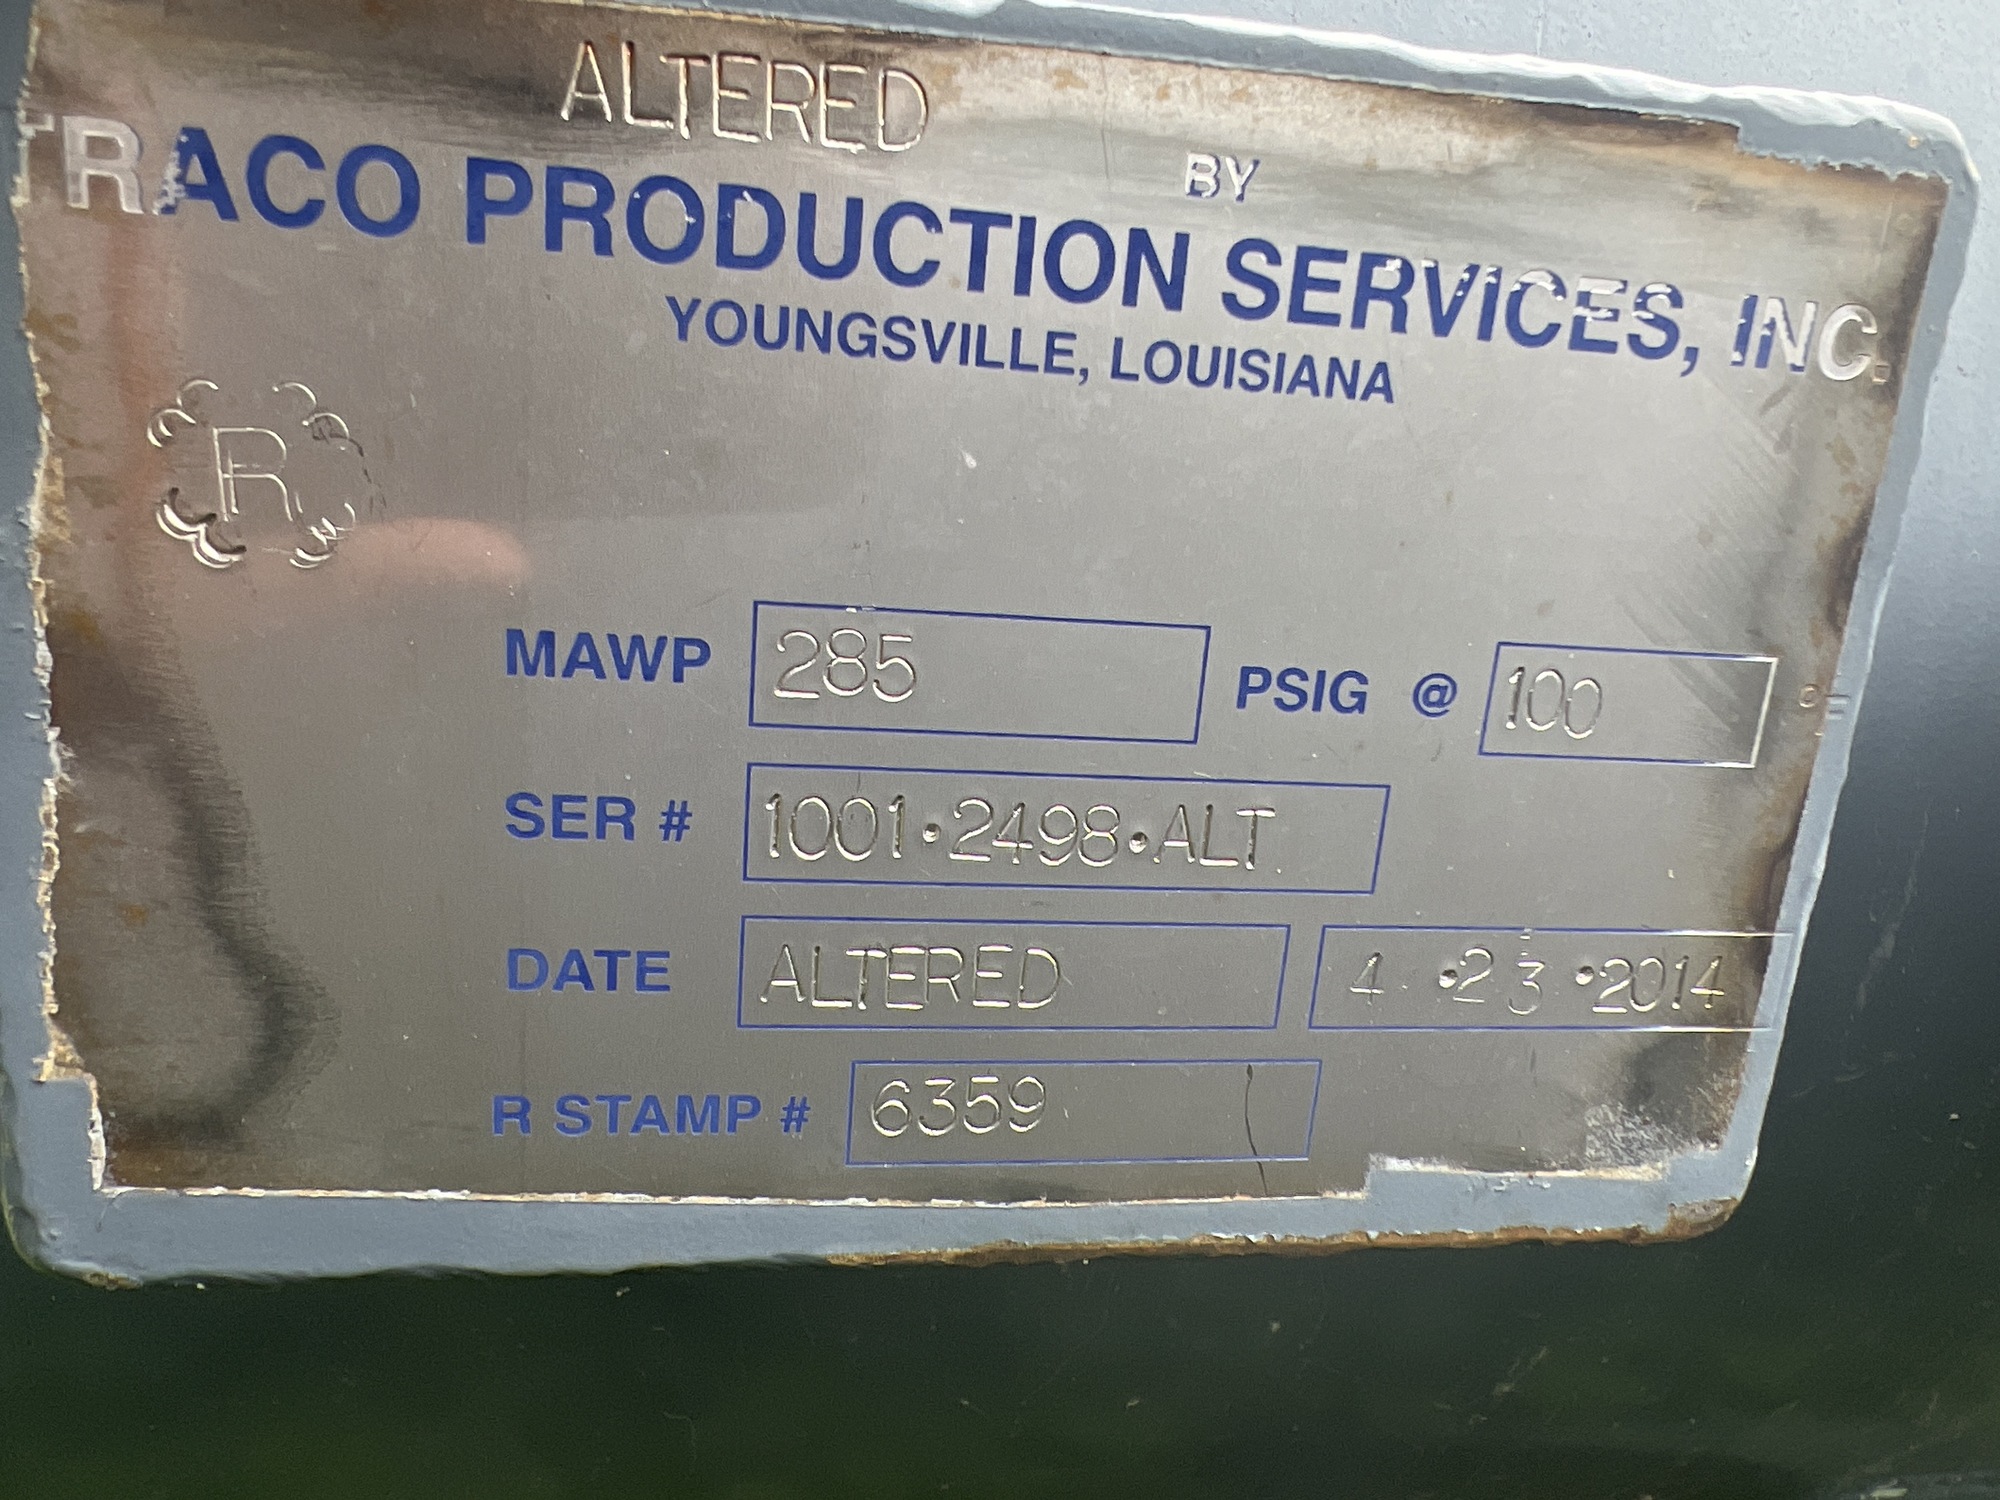 ALTERED
BY
TRACO PRODUCTION SERVICES, INC.
YOUNGSVILLE, LOUISIANA
R
MAWP 285 PSIG @ 100 °F
SER # 1001·2498·ALT
DATE ALTERED 4 ·23 ·2014
R STAMP # 6359